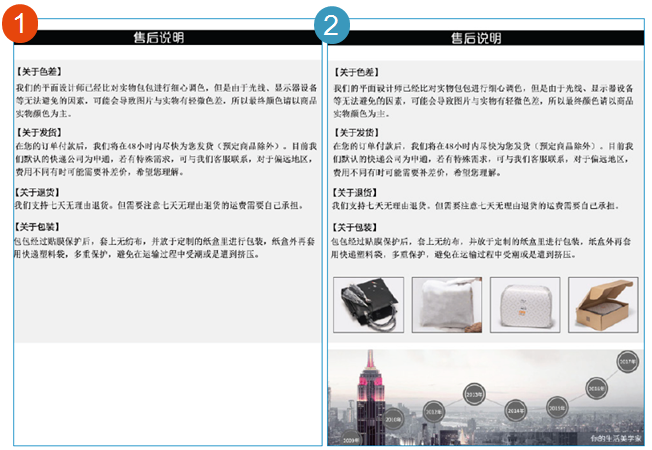 1
售后说明
【关于色差】
我们的平面设计师已经比对实物包包进行细心调色，但是由于光线、显示器设备
等无法避免的因素，可能会导致图片与实物有轻微色差，所以最终颜色请以商品
实物颜色为主。
【关于发货】
在您的订单付款后，我们将在48小时内尽快为您发货（预定商品除外）。目前我
们默认的快递公司为申通，若有特殊需求，可与我们客服联系，对于偏远地区，
费用不同有时可能需要补差价，希望您理解。
【关于退货】
我们支持七天无理由退货。但需要注意七天无理由退货的运费需要自己承担。
【关于包装】
包包经过贴膜保护后，套上无纺布，并放于定制的纸盒里进行包装，纸盒外再套
用快递塑料袋，多重保护，避免在运输过程中受潮或是遭到挤压。
2
售后说明
【关于色差】
我们的平面设计师已经比对实物包包进行细心调色，但是由于光线、显示器设备
等无法避免的因素，可能会导致图片与实物有轻微色差，所以最终颜色请以商品
实物颜色为主。
【关于发货】
在您的订单付款后，我们将在48小时内尽快为您发货（预定商品除外）。目前我
们默认的快递公司为申通，若有特殊需求，可与我们客服联系，对于偏远地区，
费用不同有时可能需要补差价，希望您理解。
【关于退货】
我们支持七天无理由退货。但需要注意七天无理由退货的运费需要自己承担。
【关于包装】
包包经过贴膜保护后，套上无纺布，并放于定制的纸盒里进行包装，纸盒外再套
用快递塑料袋，多重保护，避免在运输过程中受潮或是遭到挤压。
2009年
2010年
2012年
2013年
2014年
2015年
2016年
2017年
你的生活美学家